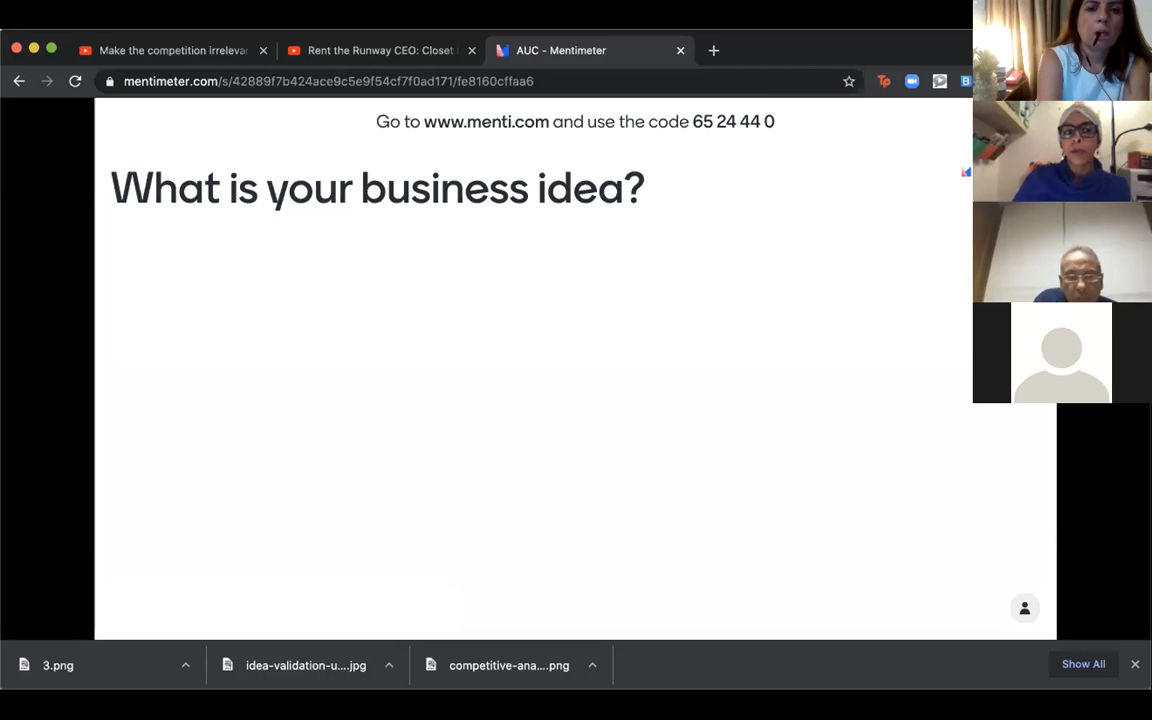 Make the competition irrelevar
Rent the Runway CEO: Closet
AUC - Mentimeter
mentimeter.com/s/42889f7b424ace9c5e9f54cf7f0ad171/fe8160cffaa6
Go to www.menti.com and use the code 65 24 44 0
What is your business idea?
3.png
idea-validation-u....jpg
competitive-ana....png
Show All